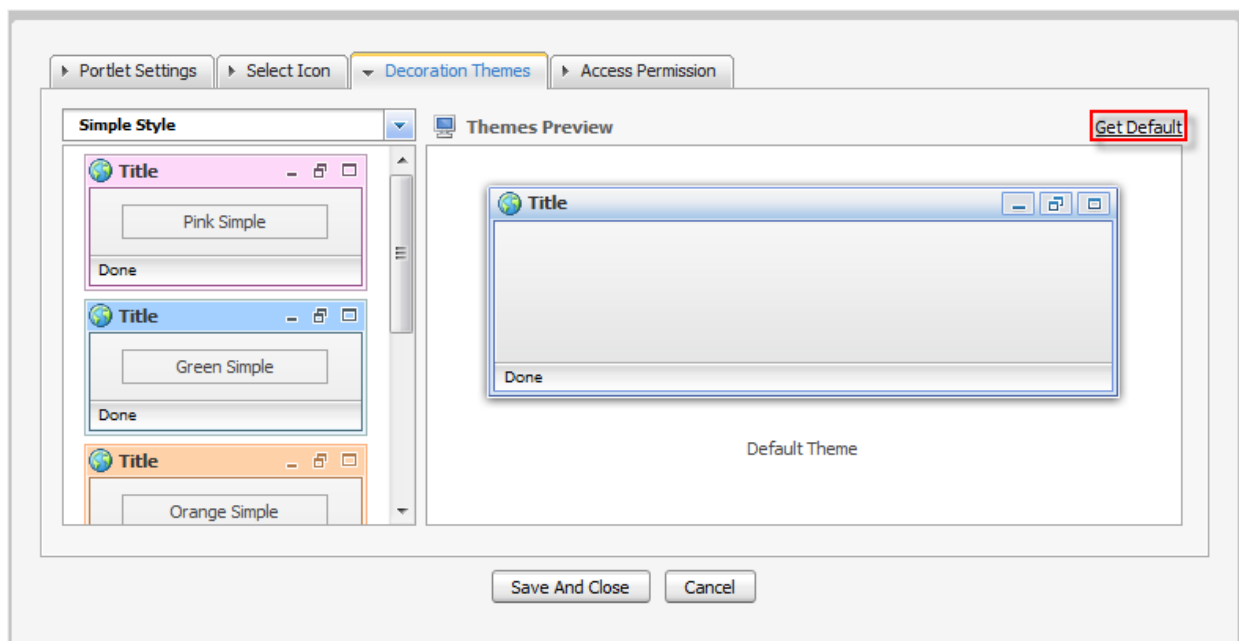 Portlet Settings Select Icon Decoration Themes Access Permission
Simple Style
Themes Preview
Get Default
Title
Pink Simple
Done
Title
Green Simple
Done
Title
Orange Simple
Title
Done
Default Theme
Save And Close Cancel